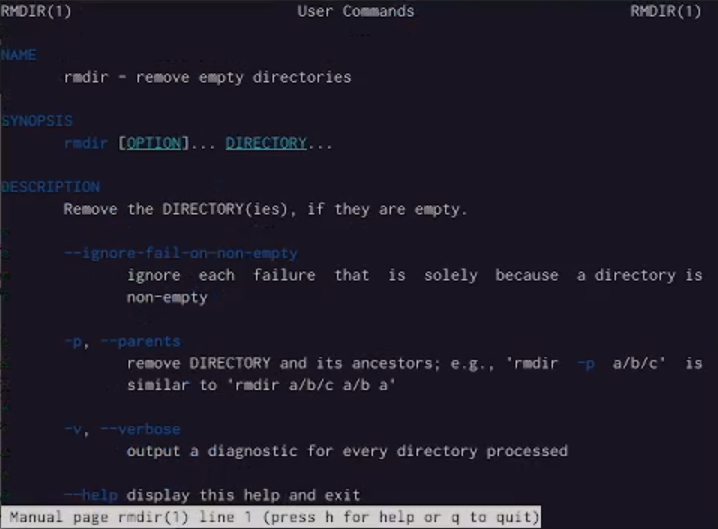 RMDIR(1) User Commands RMDIR(1)
NAME
rmdir - remove empty directories
SYNOPSIS
rmdir [OPTION]... DIRECTORY...
DESCRIPTION
Remove the DIRECTORY(ies), if they are empty.
--ignore-fail-on-non-empty
ignore each failure that is solely because a directory is
non-empty
-p, --parents
remove DIRECTORY and its ancestors; e.g., 'rmdir -p a/b/c' is
similar to 'rmdir a/b/c a/b a'
-v, --verbose
output a diagnostic for every directory processed
--help display this help and exit
Manual page rmdir(1) line 1 (press h for help or q to quit)